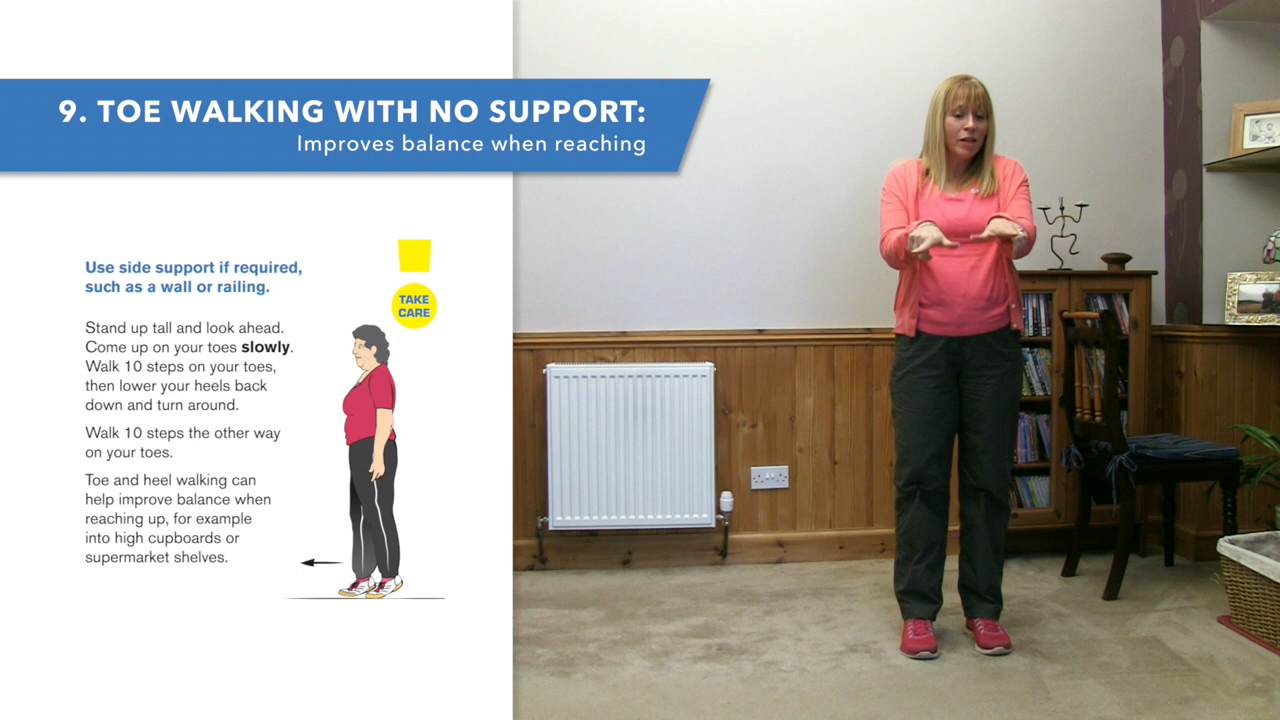 9. TOE WALKING WITH NO SUPPORT:
Improves balance when reaching
Use side support if required,
such as a wall or railing.
TAKE
CARE
Stand up tall and look ahead.
Come up on your toes slowly.
Walk 10 steps on your toes,
then lower your heels back
down and turn around.
Walk 10 steps the other way
on your toes.
Toe and heel walking can
help improve balance when
reaching up, for example
into high cupboards or
supermarket shelves.